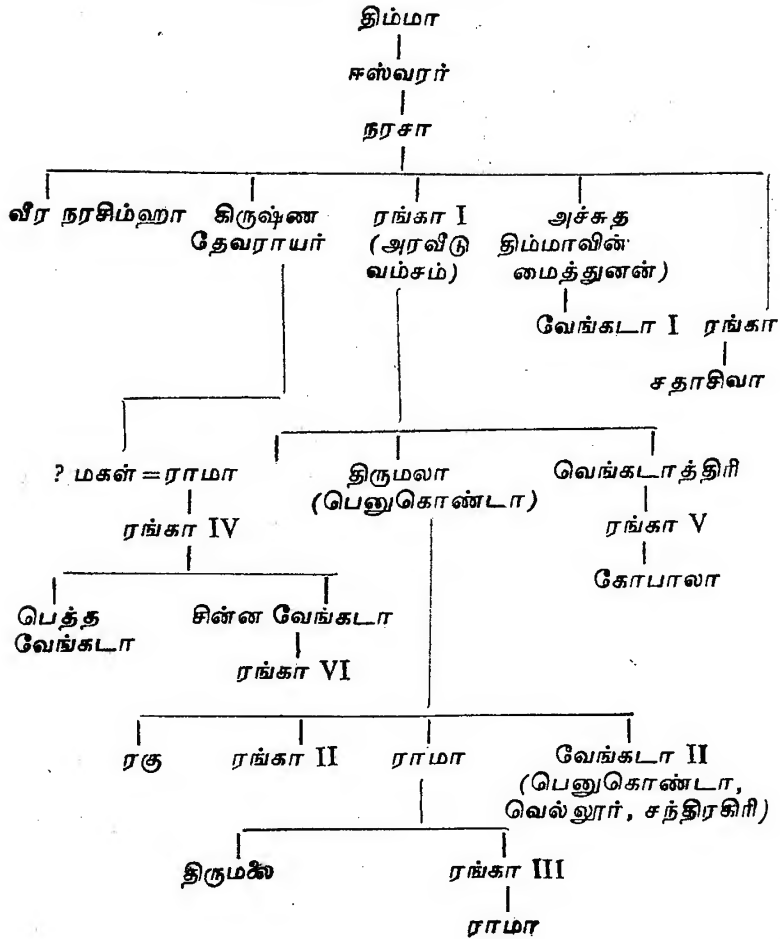 திம்மா
ஈஸ்வரர்
நரசா
வீர நரசிம்ஹா கிருஷ்ண ரங்கா I அச்சுத
தேவராயர் (அரவீடு திம்மாவின்
வம்சம்) மைத்துனன்)
வேங்கடா I ரங்கா
சதாசிவா
? மகள் = ராமா திருமலா வெங்கடாத்திரி
(பெனுகொண்டா)
ரங்கா IV ரங்கா V
கோபாலா
பெத்த சின்ன வேங்கடா
வேங்கடா
ரங்கா VI
ரகு ரங்கா II ராமா வேங்கடா II
(பெனுகொண்டா,
வெல்லூர், சந்திரகிரி)
திருமலை ரங்கா III
ராமா